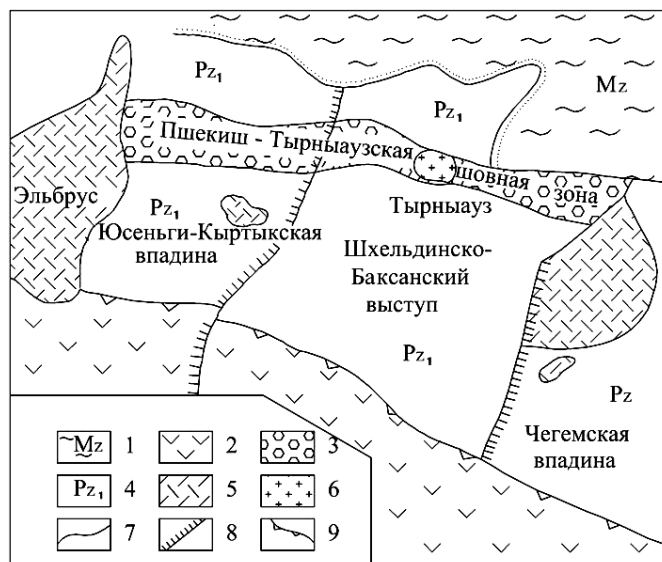 Pz₁
Pz₁
Mz
Пшекиш - Тырныаузская
шовная
зона
Эльбрус
Pz₁
Юсеньги-Кыртыкская
впадина
Тырныауз
Шхельдинско-
Баксанский
выступ
Pz₁
Pz
Чегемская
впадина
Mz 1
2
3
Pz₁ 4
5
6
7
8
9